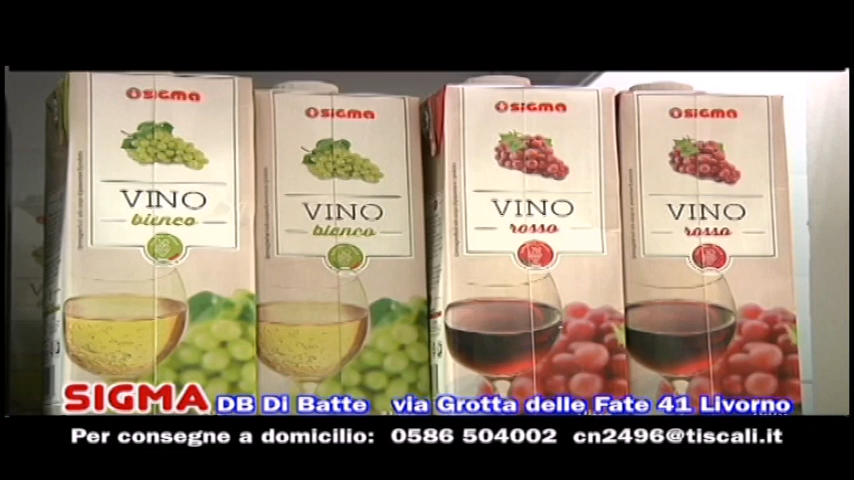 SIGMA
VINO
bianco
SIGMA
VINO
bianco
SIGMA
VINO
rosso
SIGMA
VINO
rosso
SIGMA DB Di Batte via Grotta delle Fate 41 Livorno
Per consegne a domicilio: 0586 504002 cn2496@tiscali.it